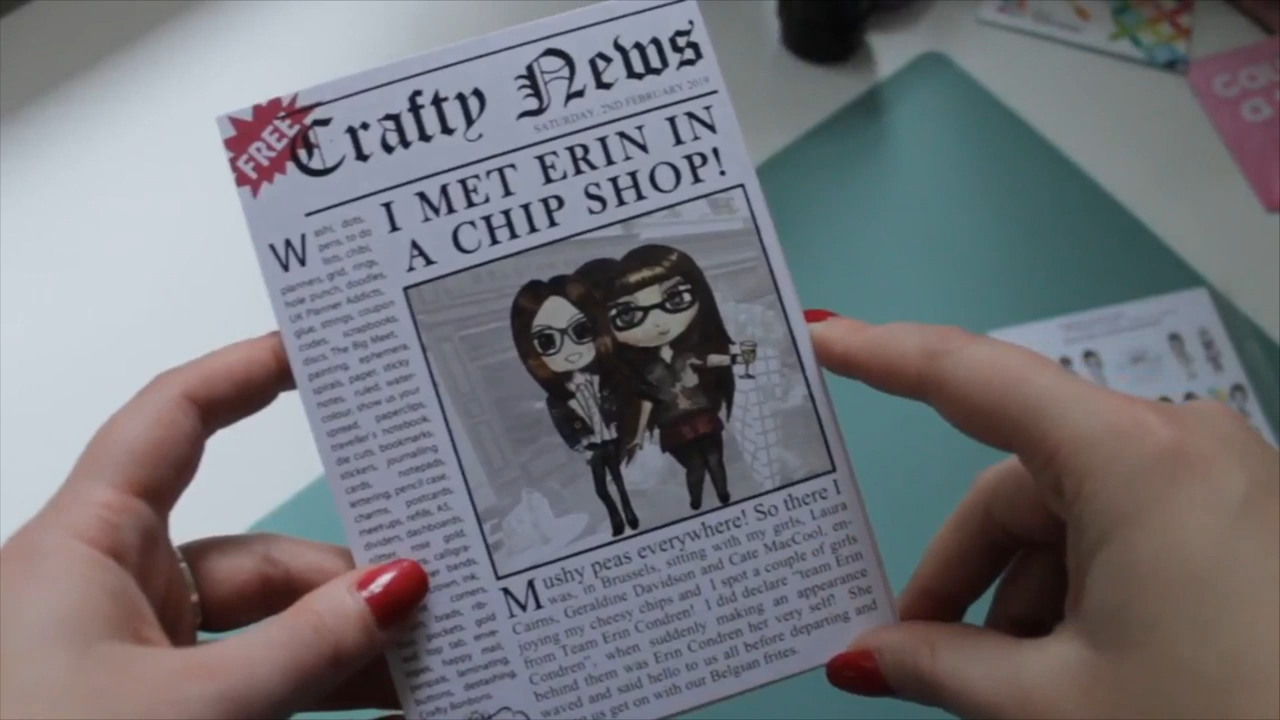 FREE
Crafty News
SATURDAY, 2ND FEBRUARY 2019
I MET ERIN IN
A CHIP SHOP!
Washi, dots,
pens, to do
lists, chibi,
planners, grid, rings,
hole punch, doodles,
UK Planner Addicts,
glue, strings, coupon
codes, scrapbooks,
discs, The Big Meet,
painting, ephemera,
spirals, paper, sticky
notes, ruled, water-
colour, show us your
spread, paperclips,
traveller's notebook,
die cuts, bookmarks,
stickers, journalling
cards, notepads,
lettering, pencil case,
charms, postcards,
meetups, refills, A5,
dividers, dashboards,
rose gold,
calligra-
bands,
ink,
corners,
brads, rib-
pockets, gold
top tab, enve-
happy mail,
laminating,
buttons, destashing,
Crafty Bonbons.
Mushy peas everywhere! So there I
was, in Brussels, sitting with my girls, Laura
Cairns, Geraldine Davidson and Cate MacCool, en-
joying my cheesy chips and I spot a couple of girls
from Team Erin Condren! I did declare "team Erin
Condren", when suddenly making an appearance
behind them was Erin Condren her very self! She
waved and said hello to us all before departing and
us get on with our Belgian frites.